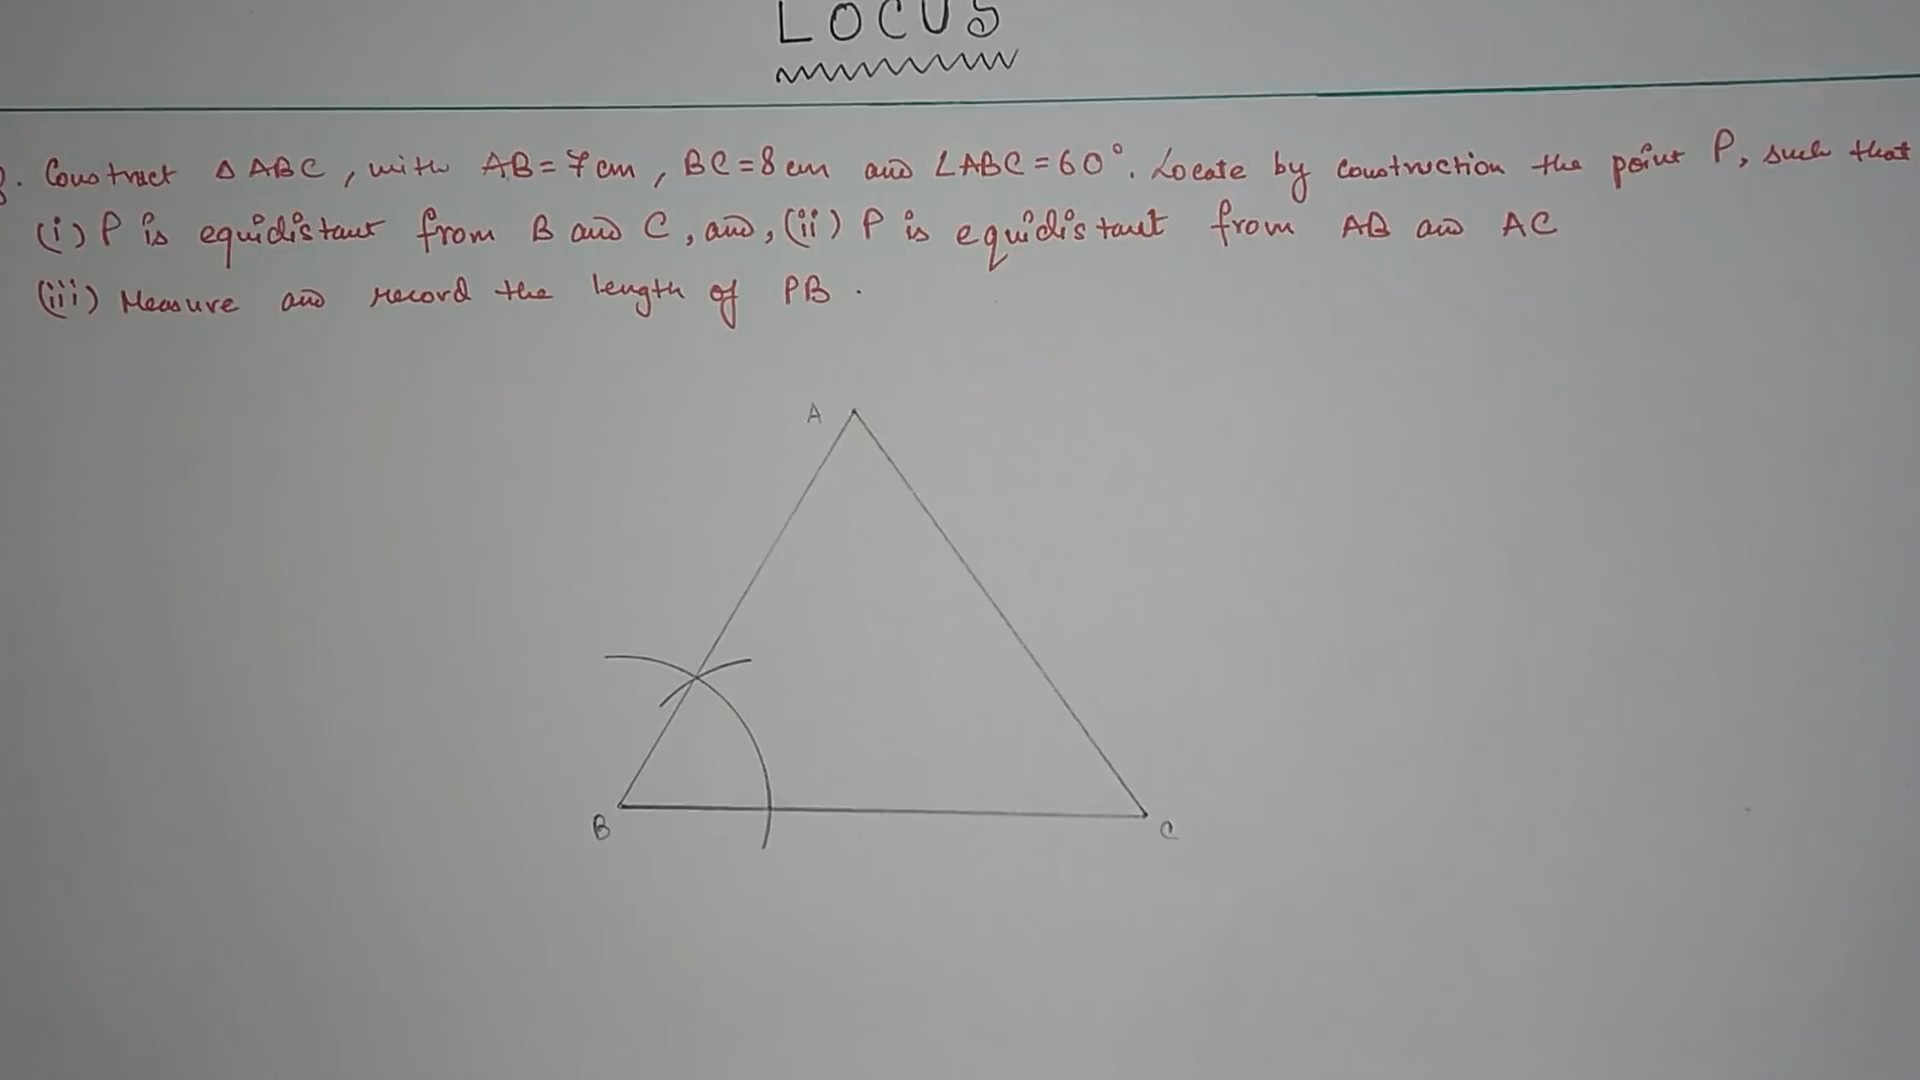 LOCUS
Q. Construct Δ ABC, with AB = 7 cm, BC = 8 cm and ∠ABC = 60°. Locate by construction the point P, such that
(i) P is equidistant from B and C, and, (ii) P is equidistant from AB and AC
(iii) Measure and record the length of PB.
A
B
C